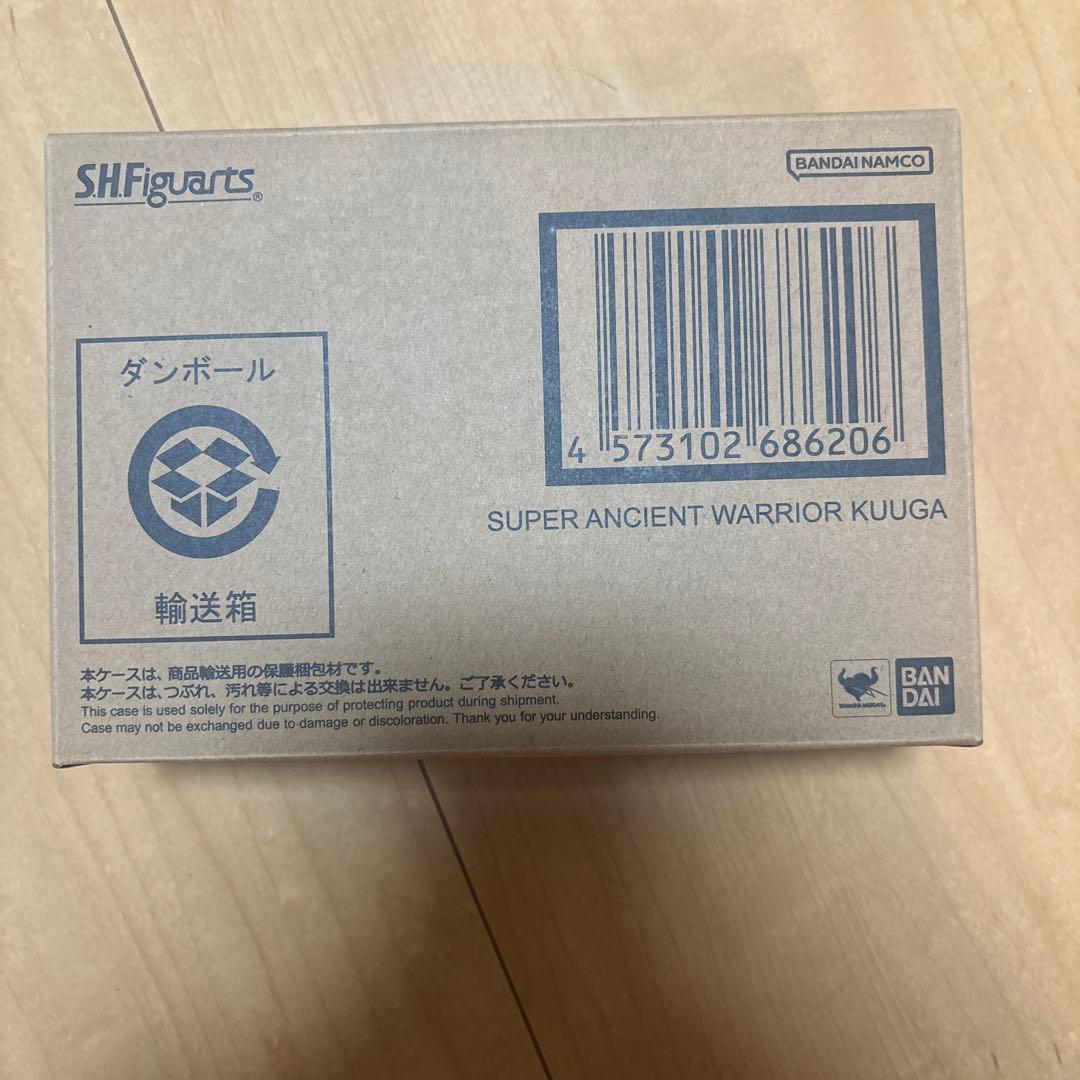 S.H.Figuarts®
BANDAI NAMCO
4 573102 686206
SUPER ANCIENT WARRIOR KUUGA
ダンボール
輸送箱
本ケースは、商品輸送用の保護梱包材です。
本ケースは、つぶれ、汚れ等による交換は出来ません。ご了承ください。
This case is used solely for the purpose of protecting product during shipment.
Case may not be exchanged due to damage or discoloration. Thank you for your understanding.
BAN
DAI